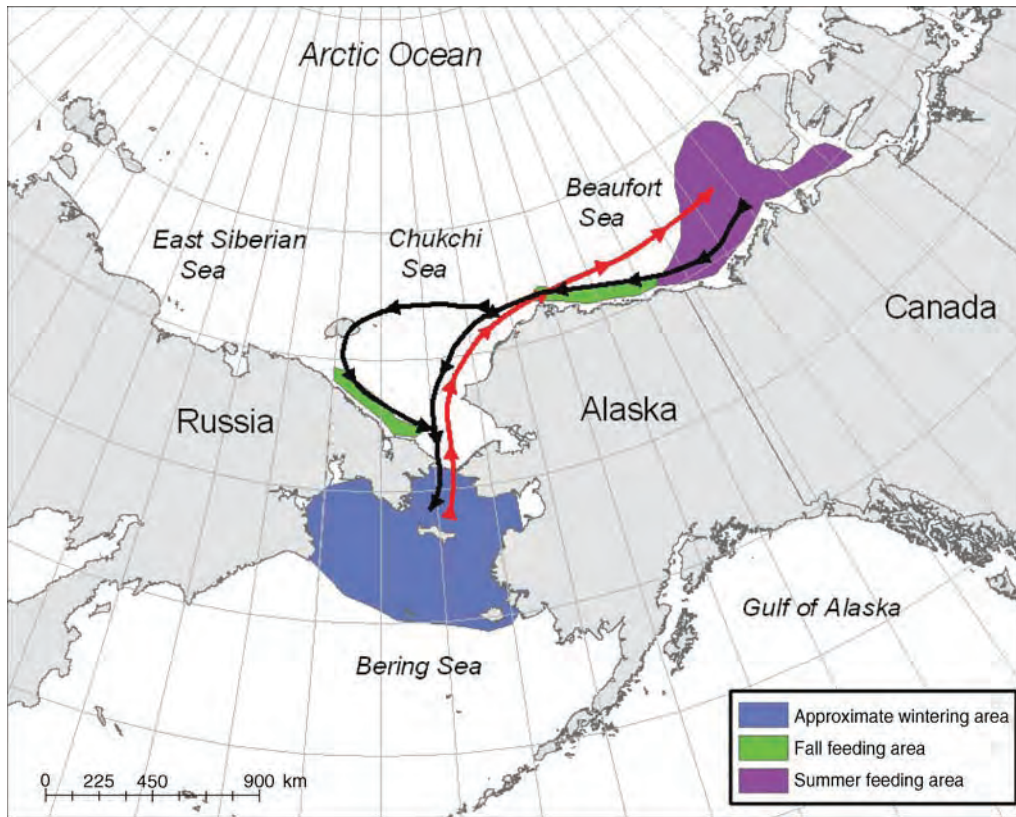 Arctic Ocean
Beaufort
Sea
East Siberian
Sea
Chukchi
Sea
Canada
Russia
Alaska
Gulf of Alaska
Bering Sea
Approximate wintering area
Fall feeding area
Summer feeding area
0 225 450 900 km